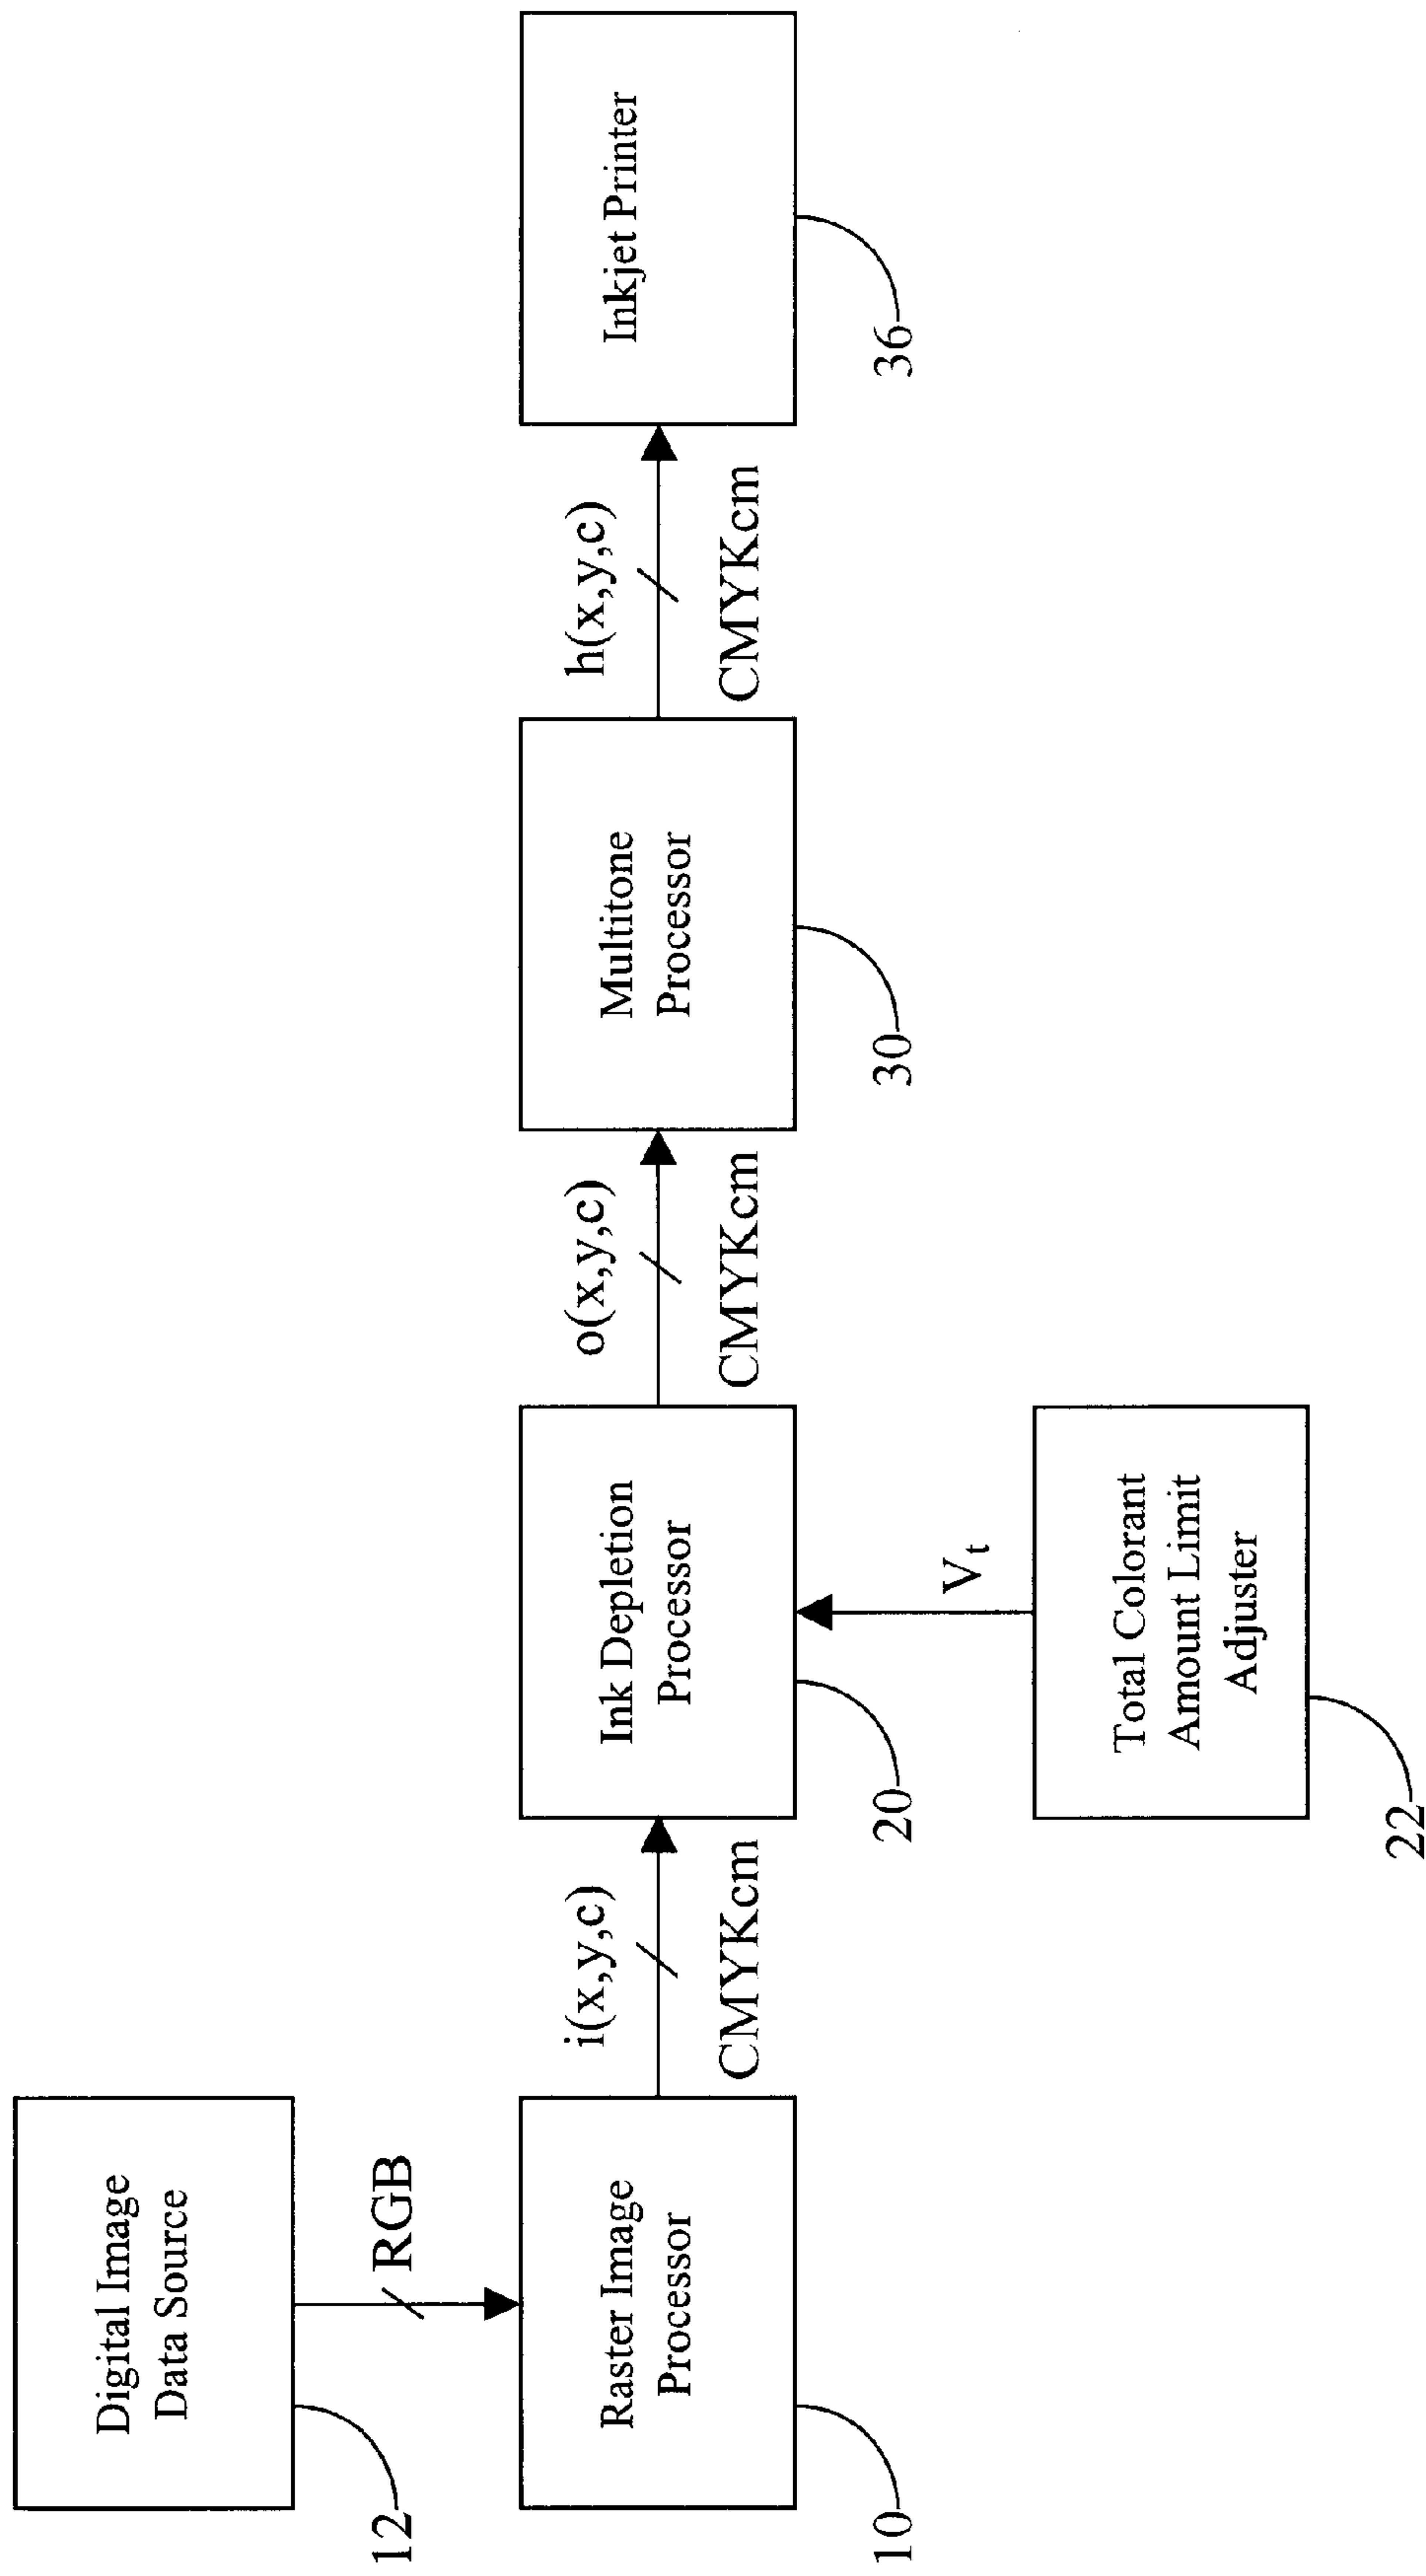 Digital Image
Data Source
12
RGB
Raster Image
Processor
10
i(x,y,c)
CMYKcm
Ink Depletion
Processor
20
Vt
Total Colorant
Amount Limit
Adjuster
22
o(x,y,c)
CMYKcm
Multitone
Processor
30
h(x,y,c)
CMYKcm
Inkjet Printer
36